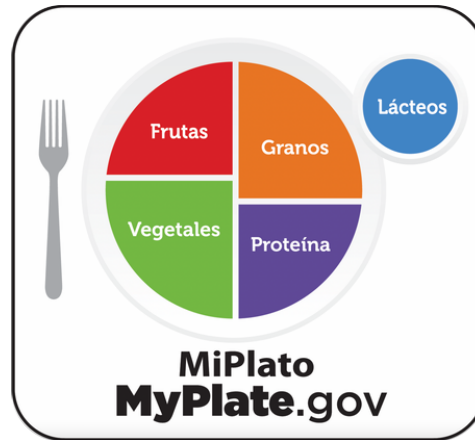 Frutas
Granos
Lácteos
Vegetales
Proteína
MiPlato
MyPlate.gov